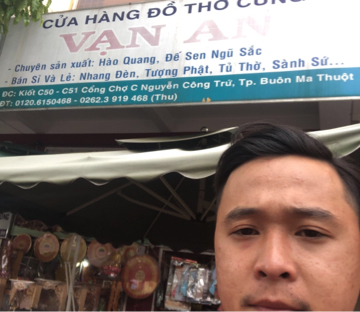 CỬA HÀNG ĐỒ THỜ CÚNG
VẠN AN
- Chuyên sản xuất: Hào Quang, Đế Sen Ngũ Sắc
- Bán Sỉ Và Lẻ: Nhang Đèn, Tượng Phật, Tủ Thờ, Sành Sứ...
ĐC: Kiốt C50 - C51 Cổng Chợ C Nguyễn Công Trứ, Tp. Buôn Ma Thuột
ĐT: 0120.6150468 - 0262.3 919 468 (Thu)